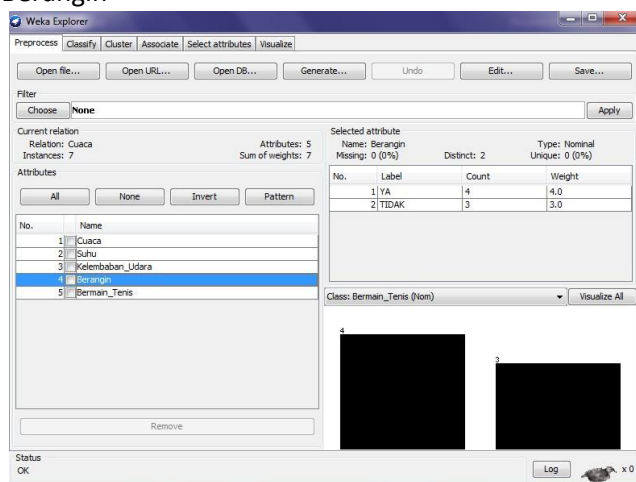 Berangin
Weka Explorer
Preprocess Classify Cluster Associate Select attributes Visualize
Open file... Open URL... Open DB... Generate... Undo Edit... Save...
Filter
Choose None Apply
Current relation
Relation: Cuaca Attributes: 5
Instances: 7 Sum of weights: 7
Attributes
All None Invert Pattern
No. Name
1 Cuaca
2 Suhu
3 Kelembaban_Udara
4 Berangin
5 Bermain_Tenis
Remove
Selected attribute
Name: Berangin Type: Nominal
Missing: 0 (0%) Distinct: 2 Unique: 0 (0%)
No. Label Count Weight
1 YA 4 4.0
2 TIDAK 3 3.0
Class: Bermain_Tenis (Nom) Visualize All
4
3
Status
OK Log x 0